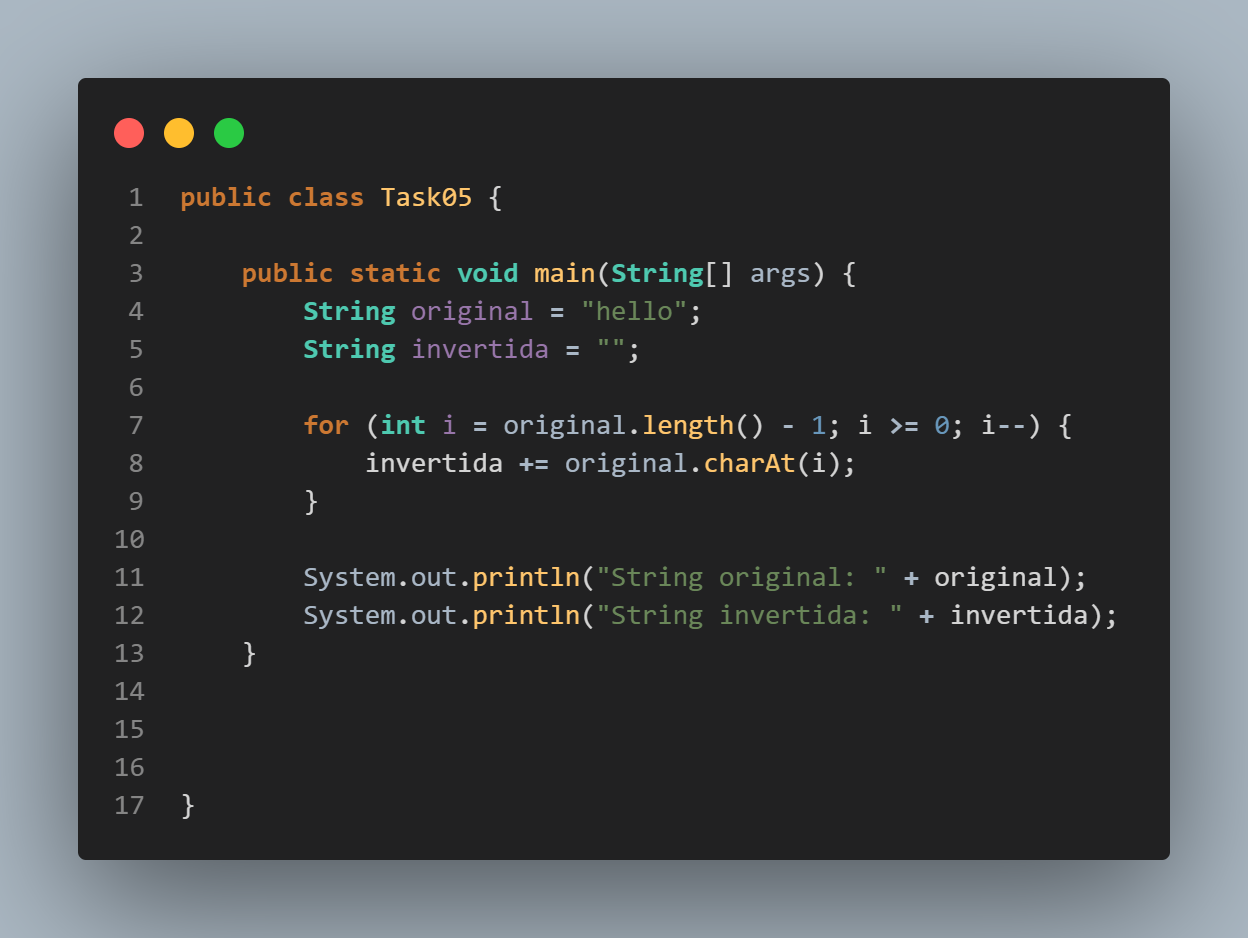 1 public class Task05 {
2
3     public static void main(String[] args) {
4         String original = "hello";
5         String invertida = "";
6
7         for (int i = original.length() - 1; i >= 0; i--) {
8             invertida += original.charAt(i);
9         }
10
11         System.out.println("String original: " + original);
12         System.out.println("String invertida: " + invertida);
13     }
14
15
16
17 }